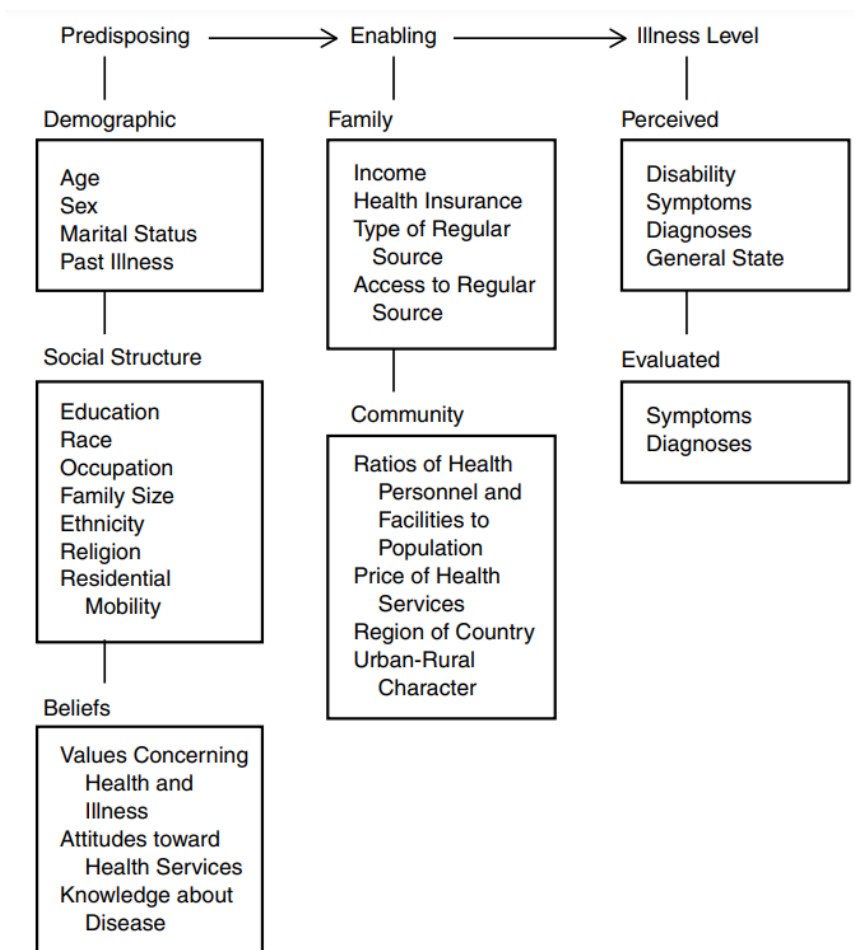 Predisposing
Enabling
Illness Level
Demographic
Age
Sex
Marital Status
Past Illness
Social Structure
Education
Race
Occupation
Family Size
Ethnicity
Religion
Residential
Mobility
Beliefs
Values Concerning
Health and
Illness
Attitudes toward
Health Services
Knowledge about
Disease
Family
Income
Health Insurance
Type of Regular
Source
Access to Regular
Source
Community
Ratios of Health
Personnel and
Facilities to
Population
Price of Health
Services
Region of Country
Urban-Rural
Character
Perceived
Disability
Symptoms
Diagnoses
General State
Evaluated
Symptoms
Diagnoses